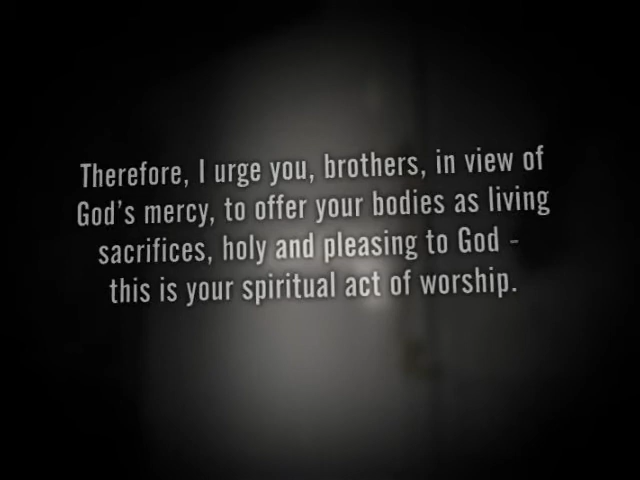 Therefore, I urge you, brothers, in view of
God's mercy, to offer your bodies as living
sacrifices, holy and pleasing to God -
this is your spiritual act of worship.